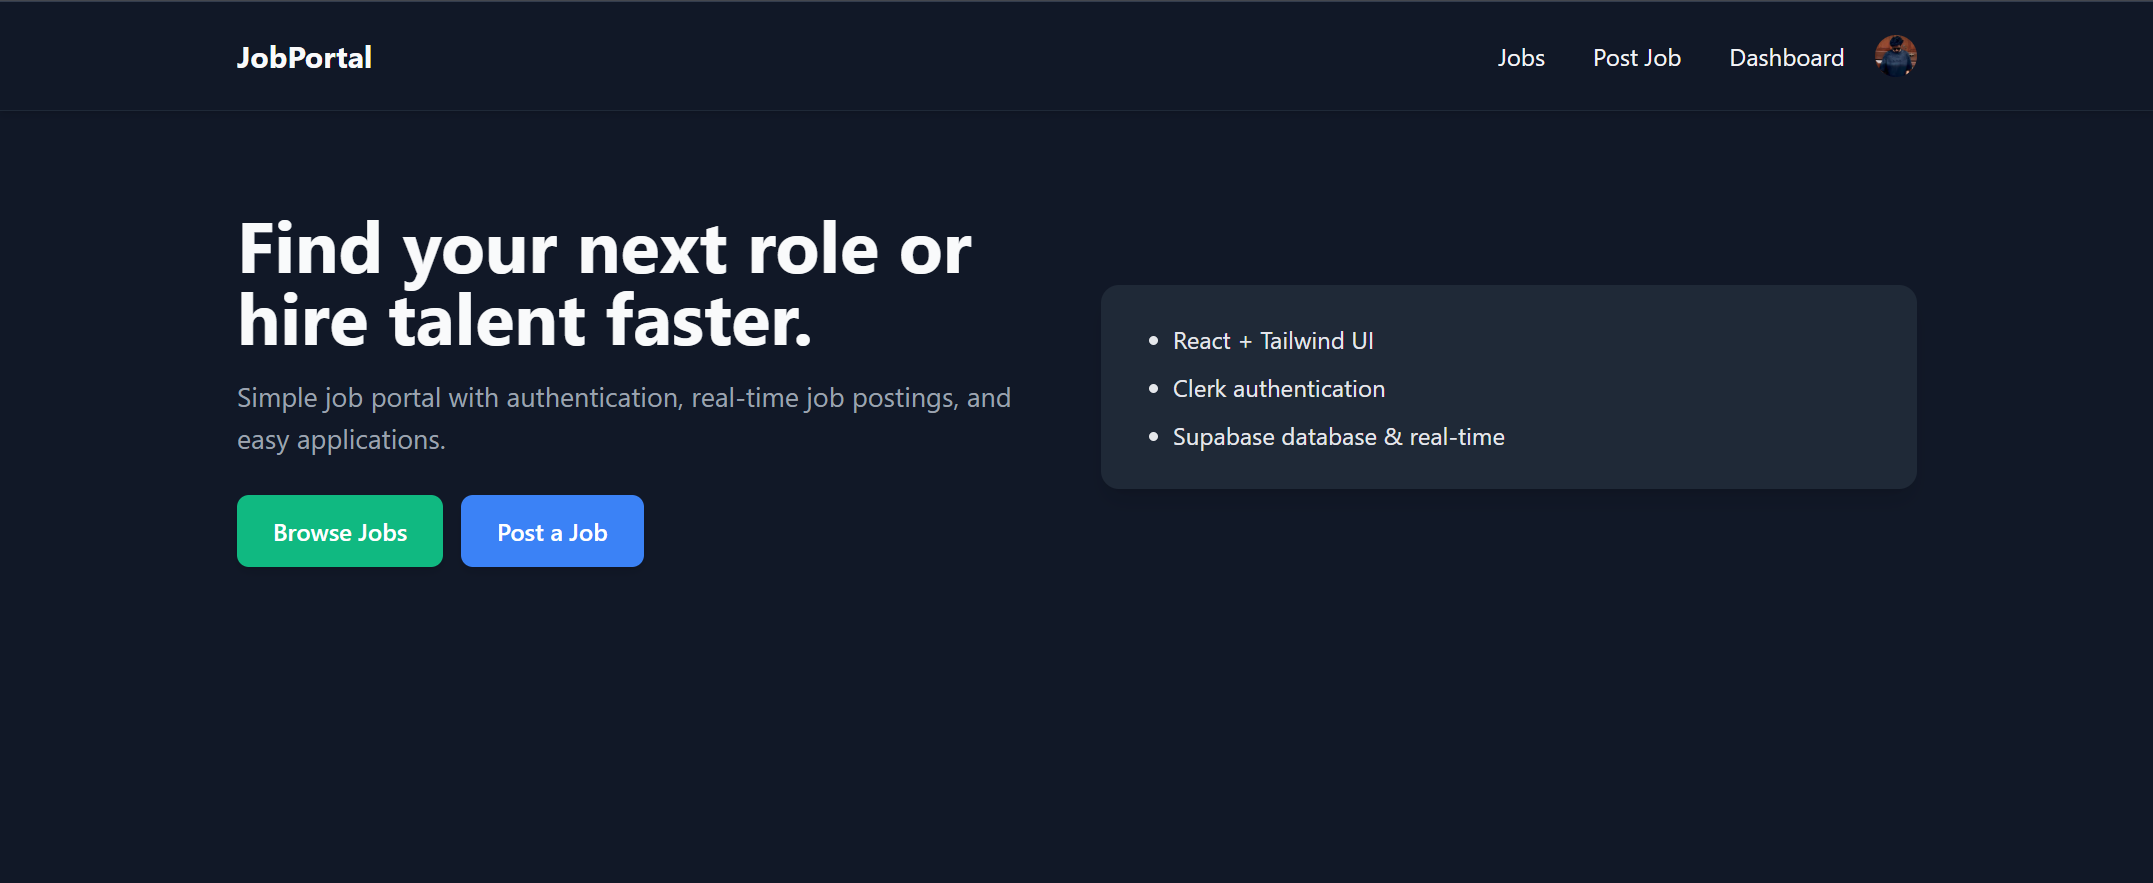 JobPortal
Jobs
Post Job
Dashboard
Find your next role or
hire talent faster.
Simple job portal with authentication, real-time job postings, and
easy applications.
Browse Jobs
Post a Job
React + Tailwind UI
Clerk authentication
Supabase database & real-time